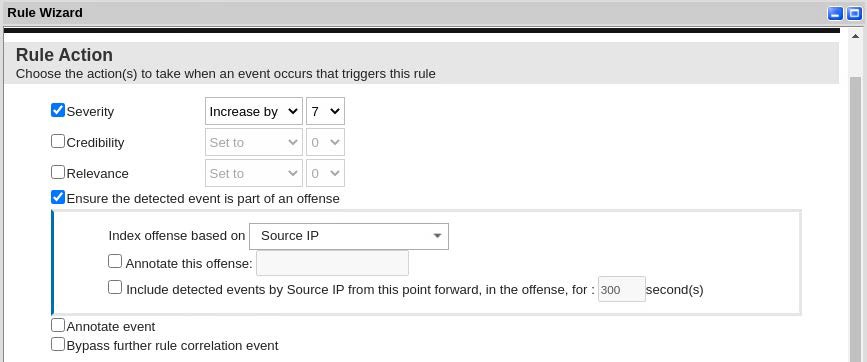 Rule Wizard
Rule Action
Choose the action(s) to take when an event occurs that triggers this rule
Severity Increase by 7
Credibility Set to 0
Relevance Set to 0
Ensure the detected event is part of an offense
Index offense based on Source IP
Annotate this offense:
Include detected events by Source IP from this point forward, in the offense, for : 300 second(s)
Annotate event
Bypass further rule correlation event